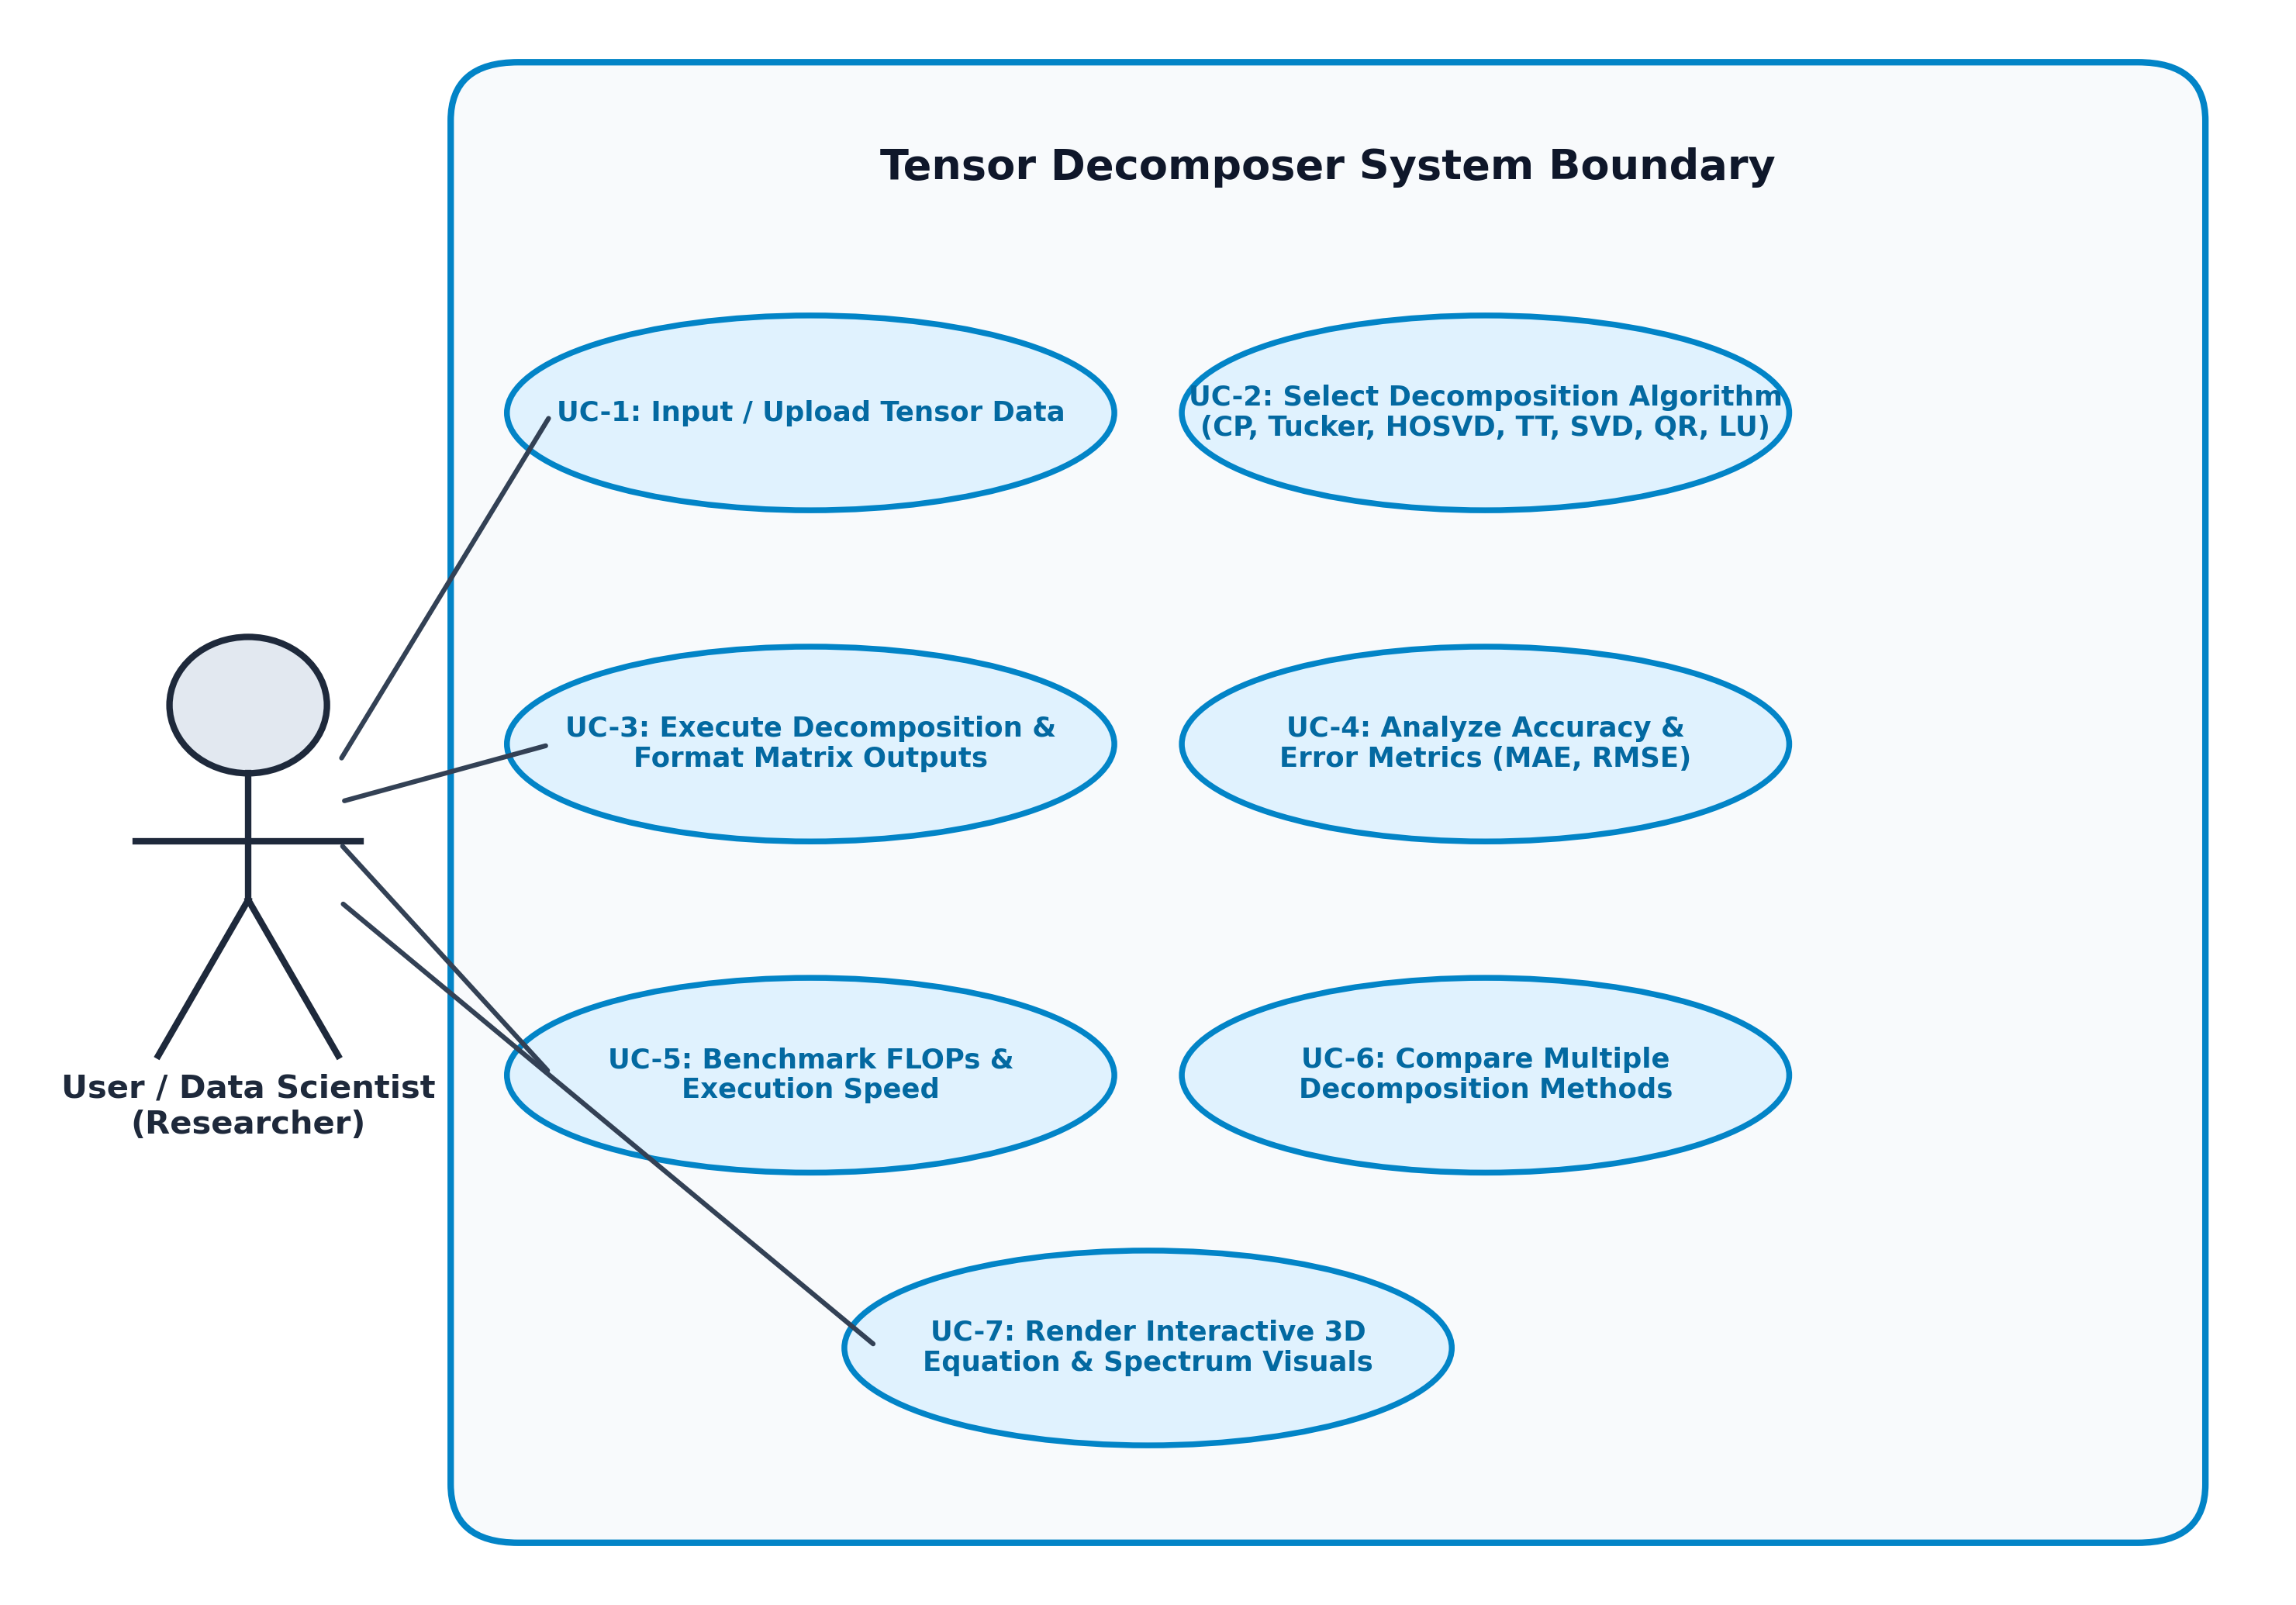 Tensor Decomposer System Boundary
UC-1: Input / Upload Tensor Data
UC-2: Select Decomposition Algorithm
(CP, Tucker, HOSVD, TT, SVD, QR, LU)
UC-3: Execute Decomposition &
Format Matrix Outputs
UC-4: Analyze Accuracy &
Error Metrics (MAE, RMSE)
User / Data Scientist
(Researcher)
UC-5: Benchmark FLOPs &
Execution Speed
UC-6: Compare Multiple
Decomposition Methods
UC-7: Render Interactive 3D
Equation & Spectrum Visuals